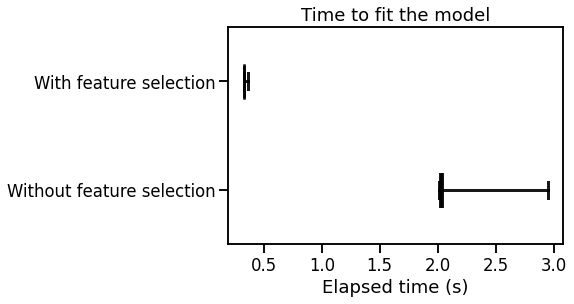 Time to fit the model
With feature selection
Without feature selection
0.5 1.0 1.5 2.0 2.5 3.0
Elapsed time (s)